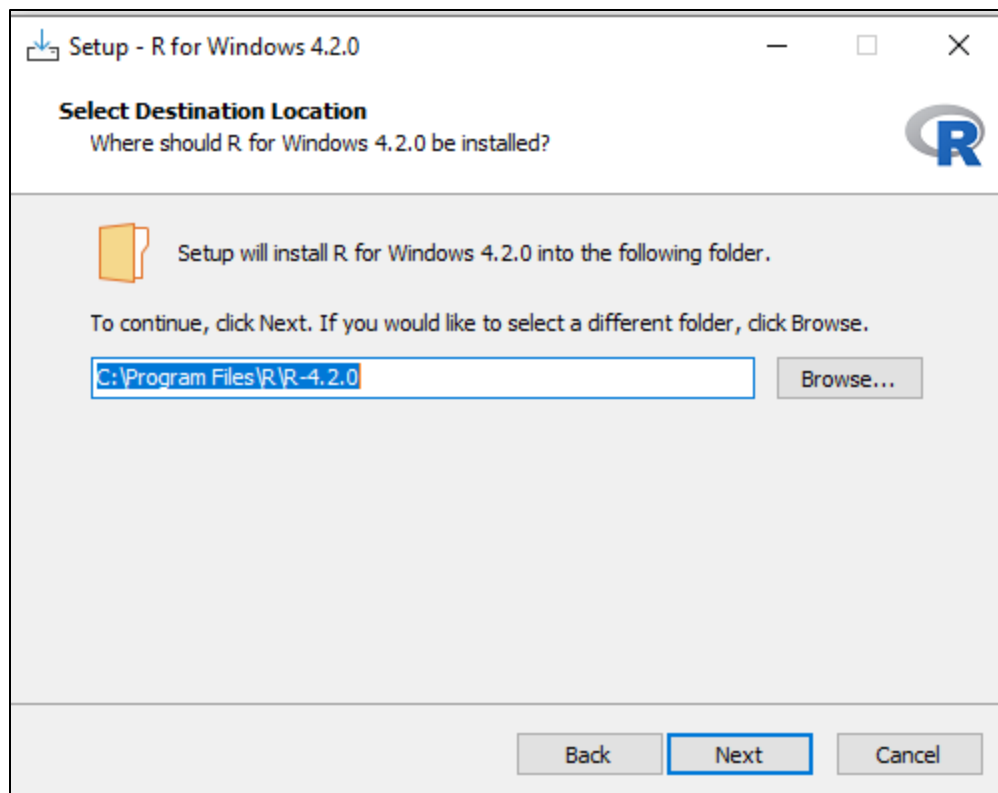 Setup - R for Windows 4.2.0
Select Destination Location
Where should R for Windows 4.2.0 be installed?
R
Setup will install R for Windows 4.2.0 into the following folder.
To continue, click Next. If you would like to select a different folder, click Browse.
C:\Program Files\R\R-4.2.0
Browse...
Back
Next
Cancel